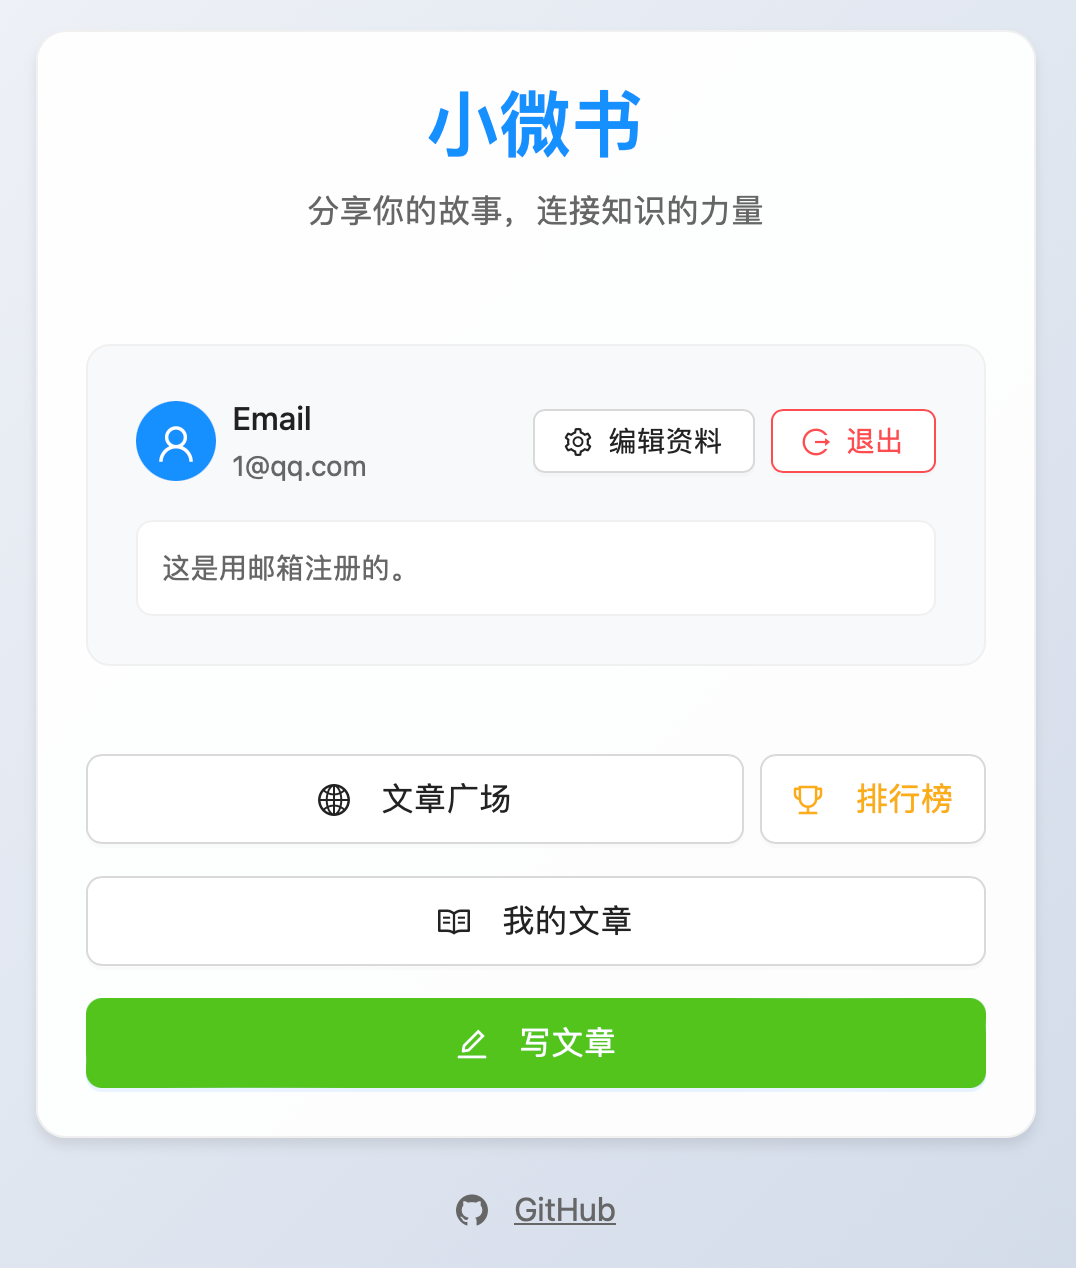 小微书
分享你的故事，连接知识的力量
Email
1@qq.com
编辑资料
退出
这是用邮箱注册的。
文章广场
排行榜
我的文章
写文章
GitHub